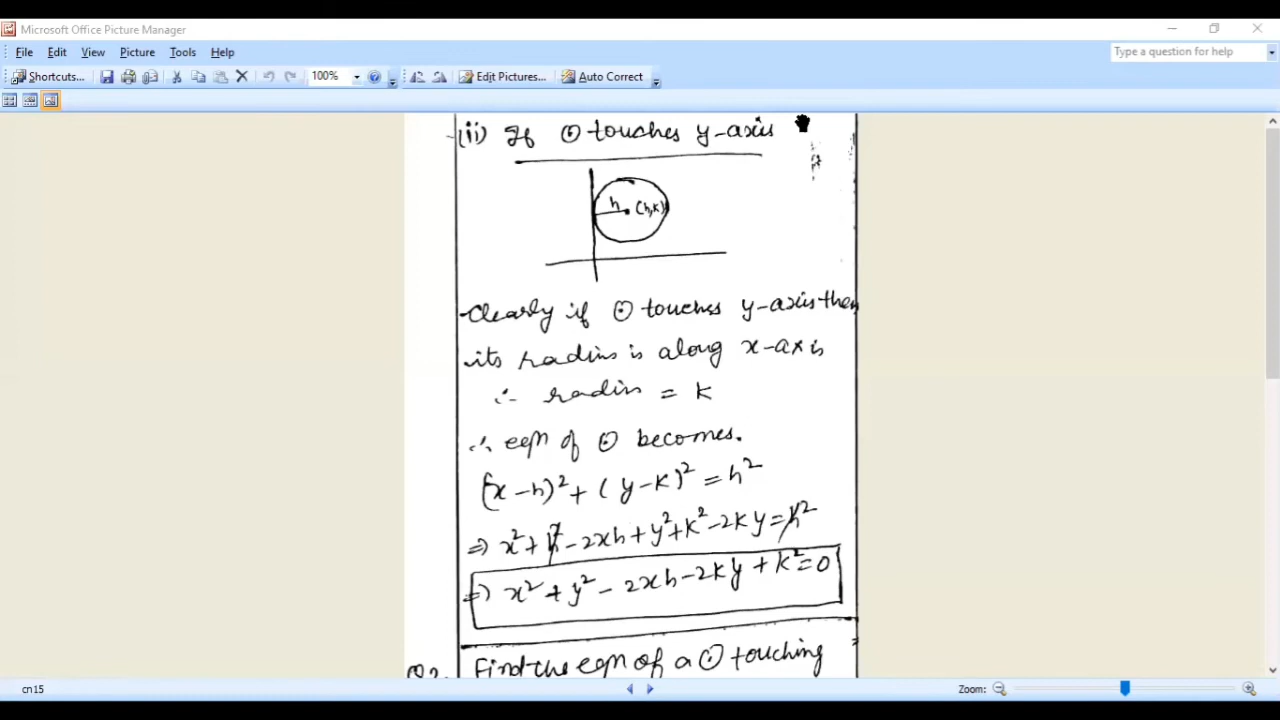 Microsoft Office Picture Manager
File Edit View Picture Tools Help
Type a question for help
Shortcuts... 100% Edit Pictures... Auto Correct
(ii) If ⊙ touches y-axis
h (h,k)
Clearly if ⊙ touches y-axis then
its radius is along x-axis
∴ radius = k
∴ eqn of ⊙ becomes.
(x-h)²+(y-k)²=h²
⇒ x²+h²-2xh+y²+k²-2ky=h²
⇒ x²+y²-2xh-2ky+k²=0
Q2. Find the eqn of a ⊙ touching
cn15 Zoom: